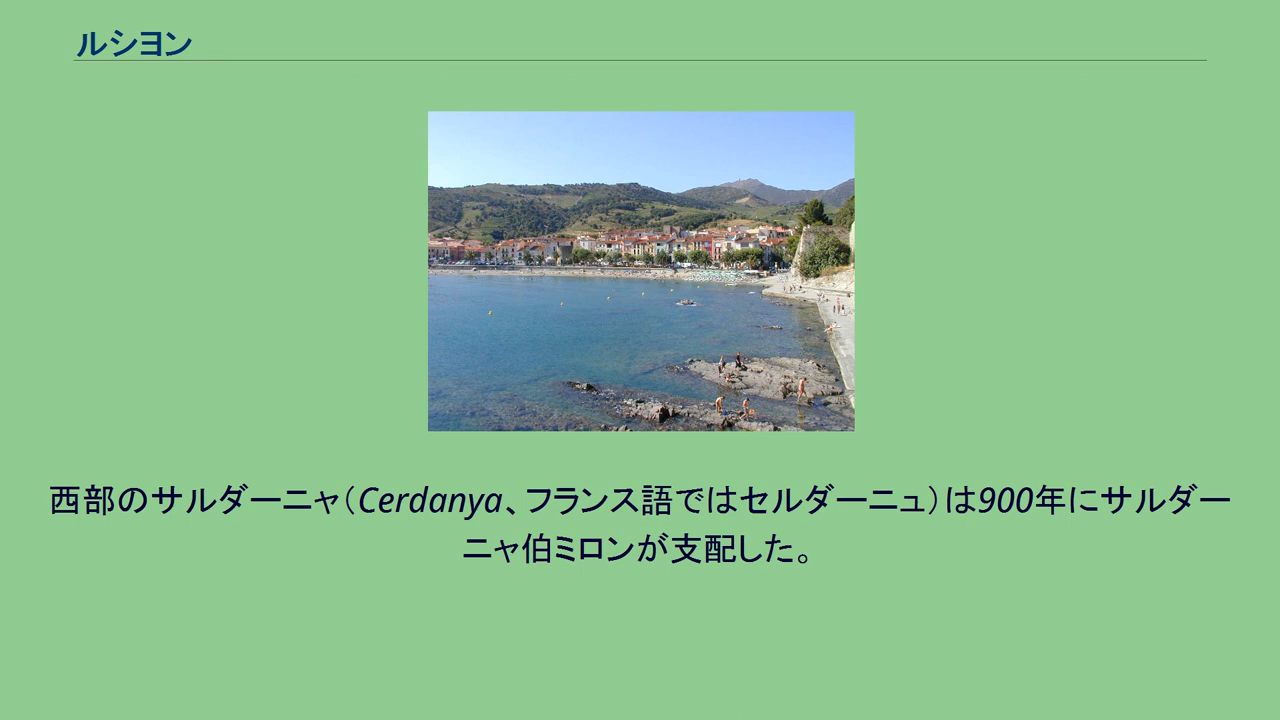 ルシヨン
西部のサルダーニャ（Cerdanya、フランス語ではセルダーニュ）は900年にサルダー
ニャ伯ミロンが支配した。